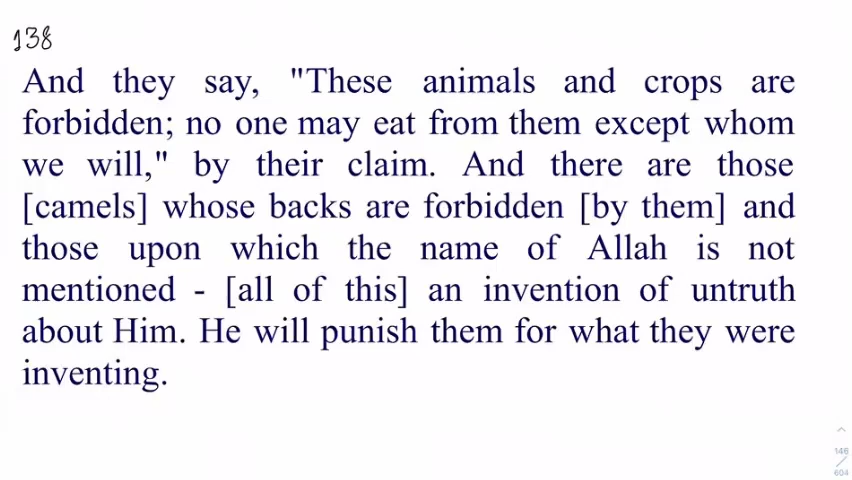 138
And they say, "These animals and crops are
forbidden; no one may eat from them except whom
we will," by their claim. And there are those
[camels] whose backs are forbidden [by them] and
those upon which the name of Allah is not
mentioned - [all of this] an invention of untruth
about Him. He will punish them for what they were
inventing.
146
/
604